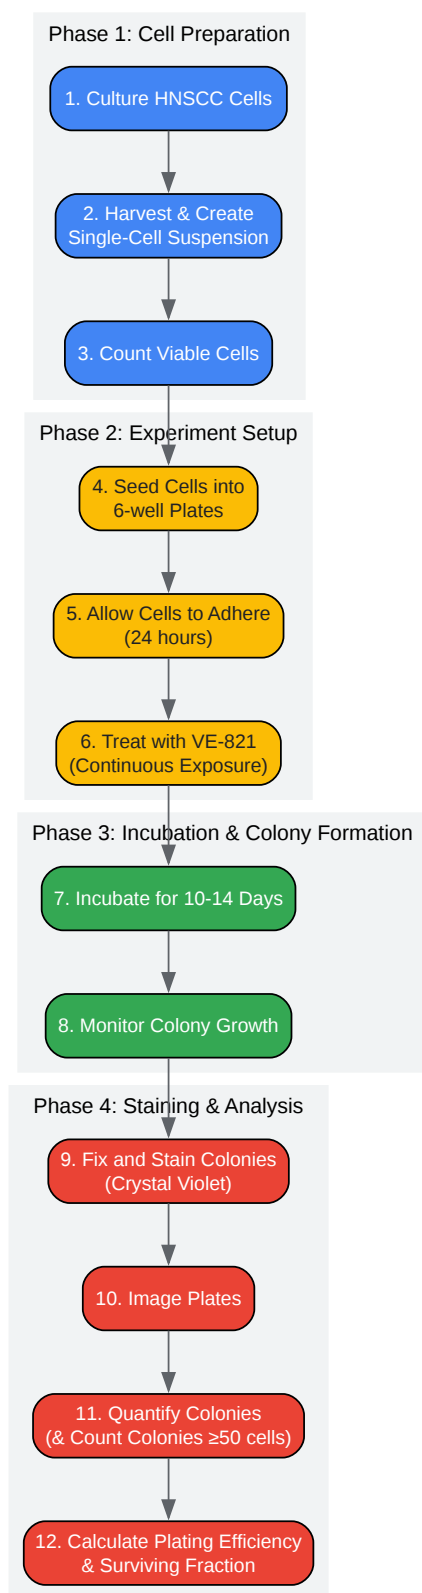 Phase 1: Cell Preparation
1. Culture HNSCC Cells
2. Harvest & Create
Single-Cell Suspension
3. Count Viable Cells
Phase 2: Experiment Setup
4. Seed Cells into
6-well Plates
5. Allow Cells to Adhere
(24 hours)
6. Treat with VE-821
(Continuous Exposure)
Phase 3: Incubation & Colony Formation
7. Incubate for 10-14 Days
8. Monitor Colony Growth
Phase 4: Staining & Analysis
9. Fix and Stain Colonies
(Crystal Violet)
10. Image Plates
11. Quantify Colonies
(& Count Colonies ≥50 cells)
12. Calculate Plating Efficiency
& Surviving Fraction